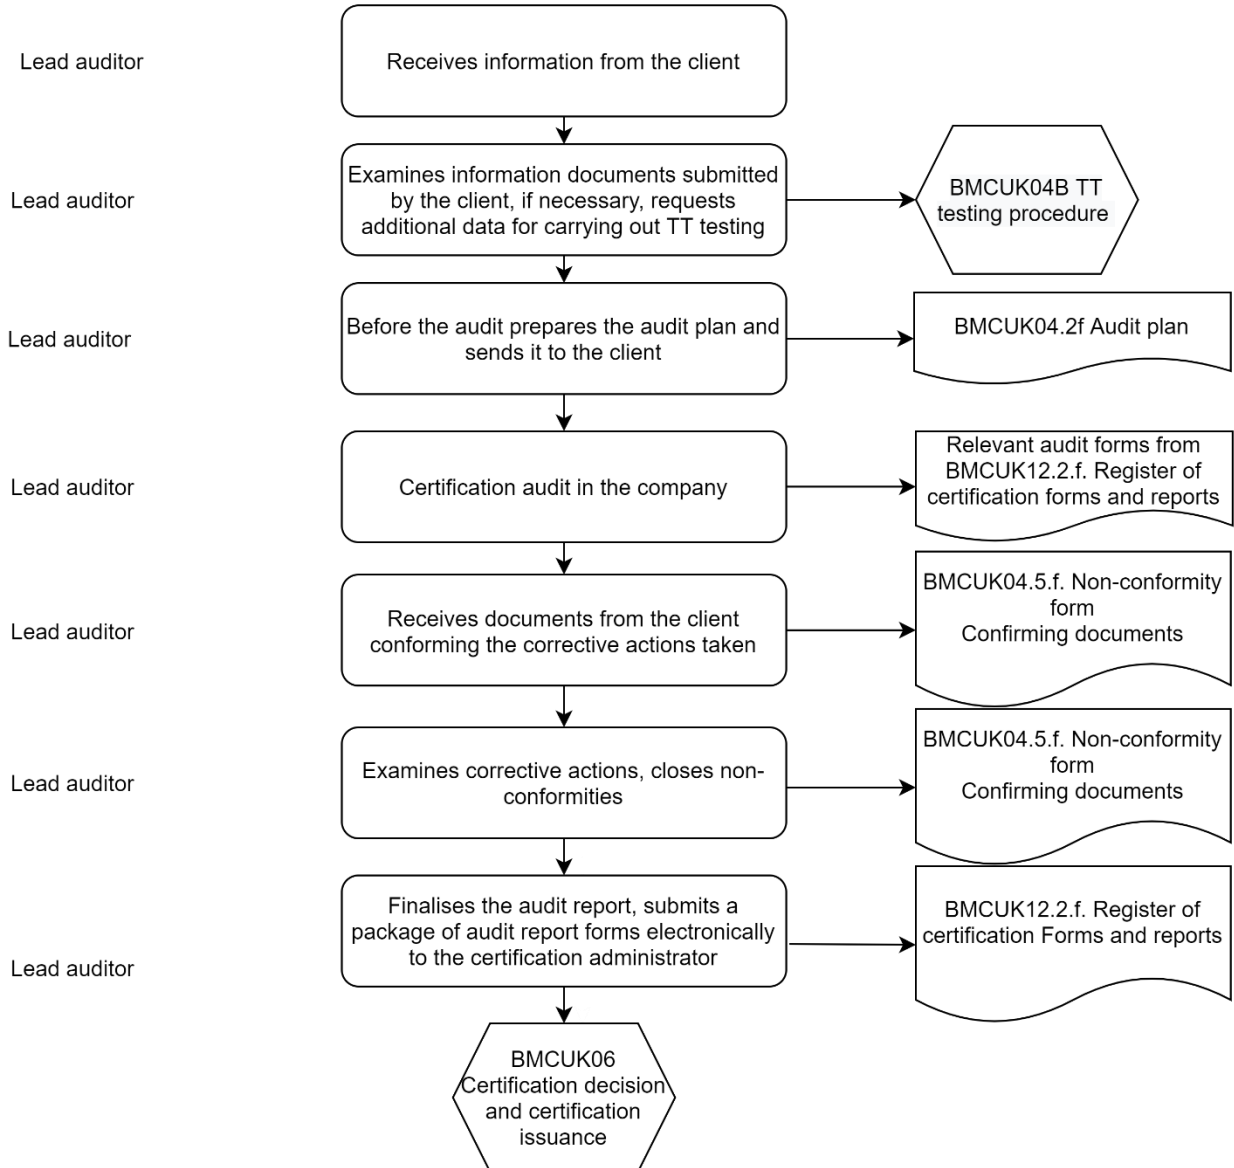 Lead auditor
Receives information from the client
Lead auditor
Examines information documents submitted
by the client, if necessary, requests
additional data for carrying out TT testing
BMCUK04B TT
testing procedure
Lead auditor
Before the audit prepares the audit plan and
sends it to the client
BMCUK04.2f Audit plan
Lead auditor
Certification audit in the company
Relevant audit forms from
BMCUK12.2.f. Register of
certification forms and reports
Lead auditor
Receives documents from the client
conforming the corrective actions taken
BMCUK04.5.f. Non-conformity
form
Confirming documents
Lead auditor
Examines corrective actions, closes non-
conformities
BMCUK04.5.f. Non-conformity
form
Confirming documents
Lead auditor
Finalises the audit report, submits a
package of audit report forms electronically
to the certification administrator
BMCUK12.2.f. Register of
certification Forms and reports
BMCUK06
Certification decision
and certification
issuance